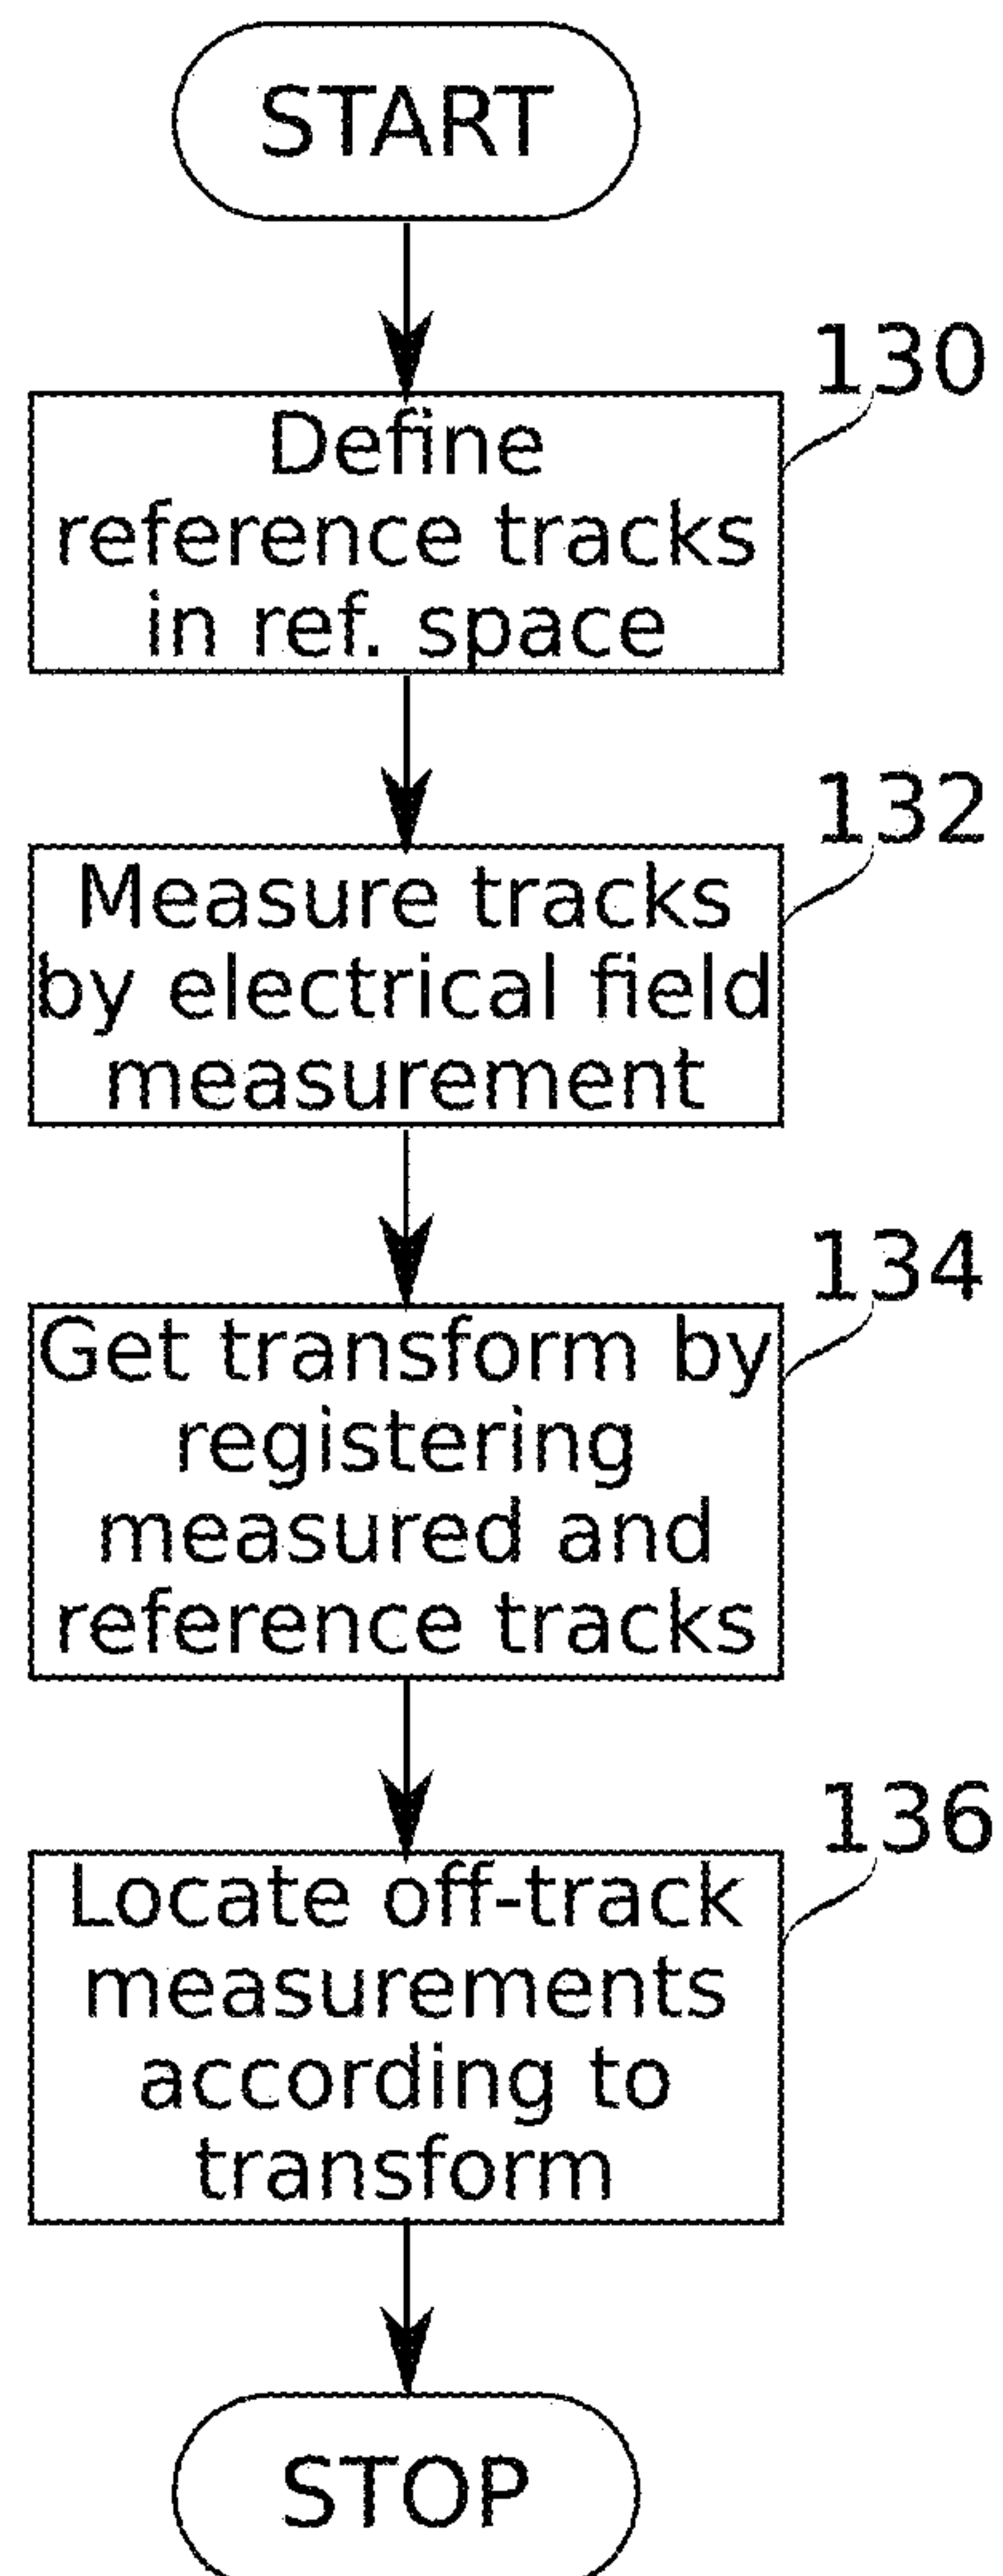 START
130
Define
reference tracks
in ref. space
132
Measure tracks
by electrical field
measurement
134
Get transform by
registering
measured and
reference tracks
136
Locate off-track
measurements
according to
transform
STOP